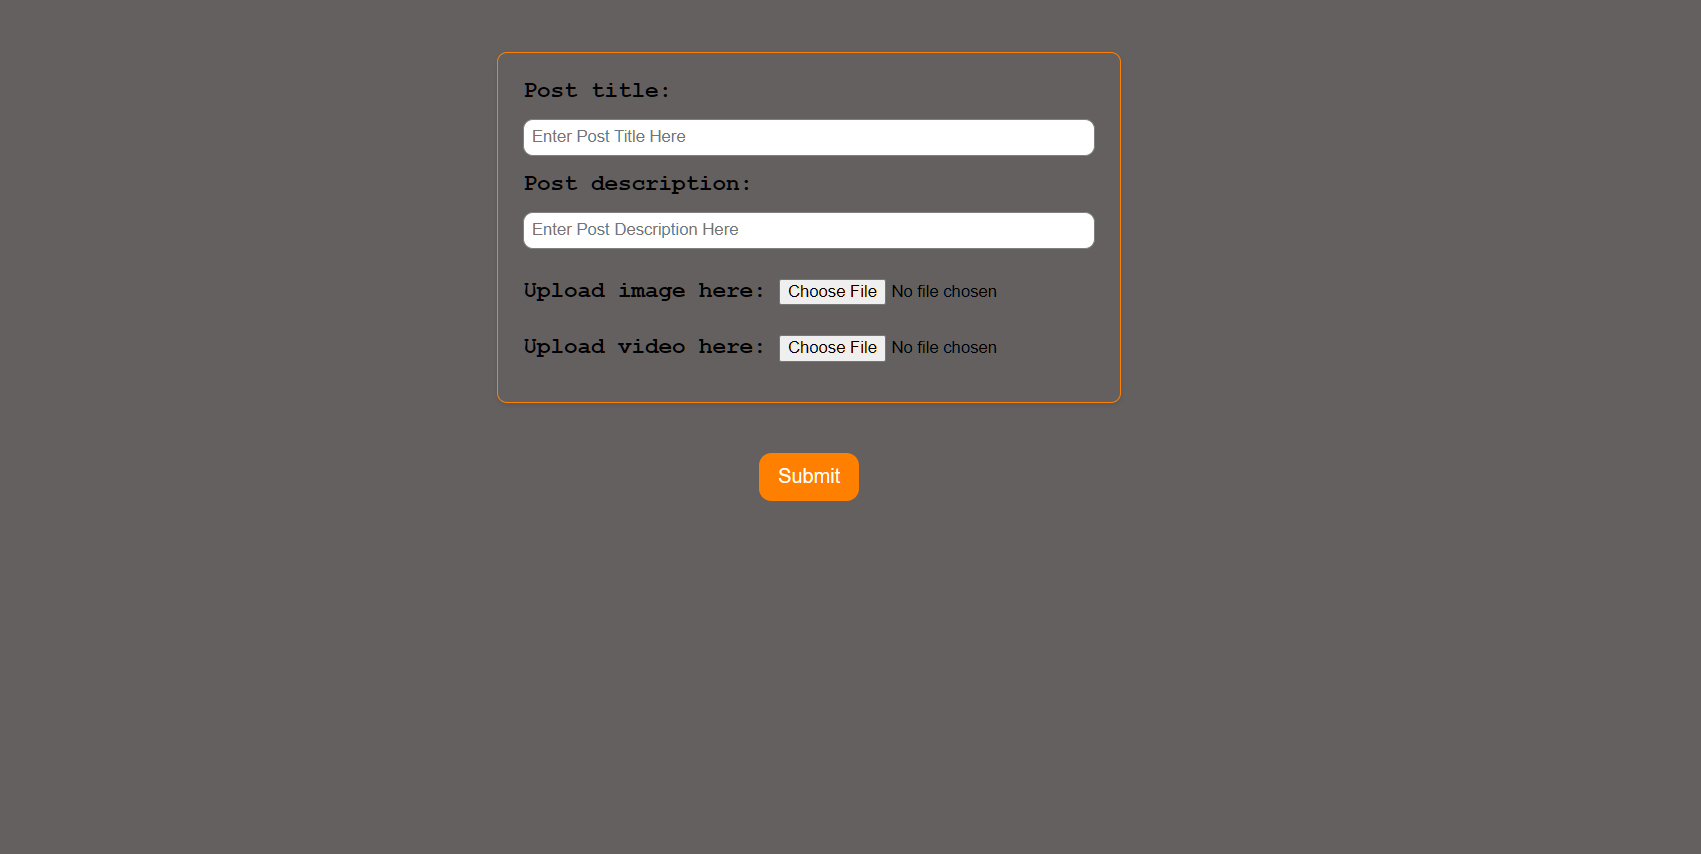 Post title:
Enter Post Title Here
Post description:
Enter Post Description Here
Upload image here: Choose File No file chosen
Upload video here: Choose File No file chosen
Submit